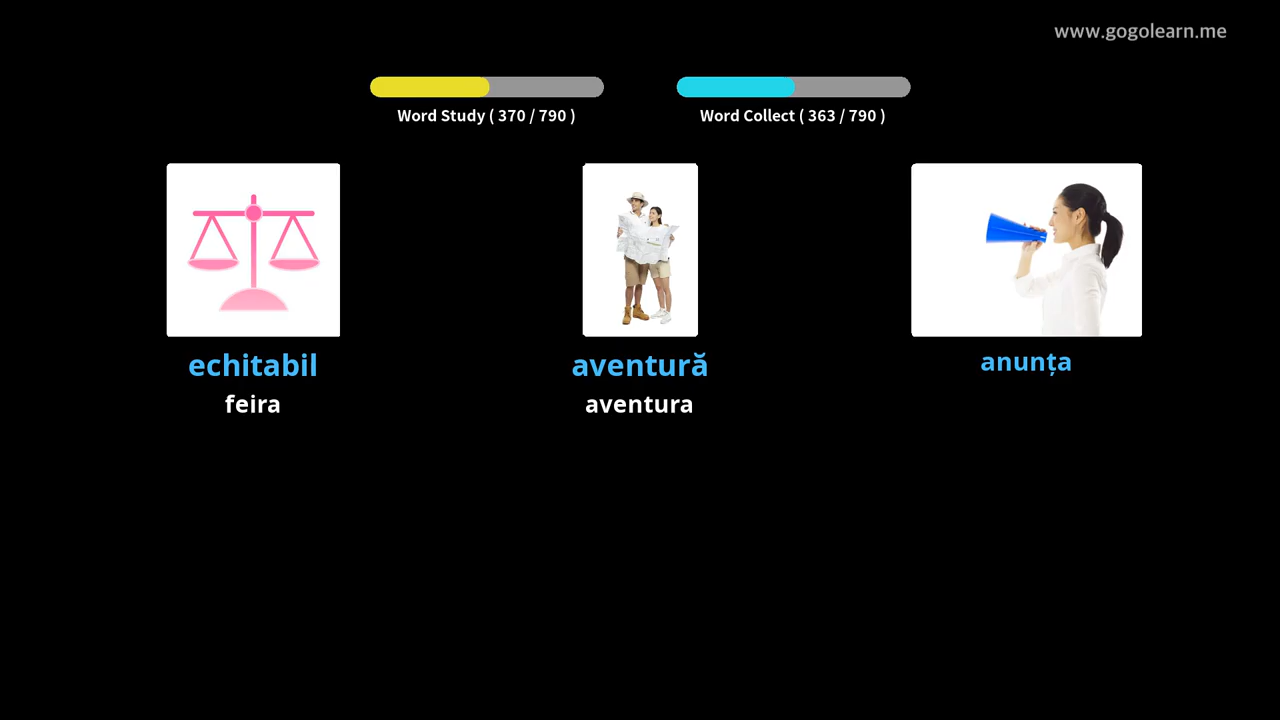 www.gogolearn.me
Word Study ( 370 / 790 )
Word Collect ( 363 / 790 )
echitabil
aventură
anunța
feira
aventura